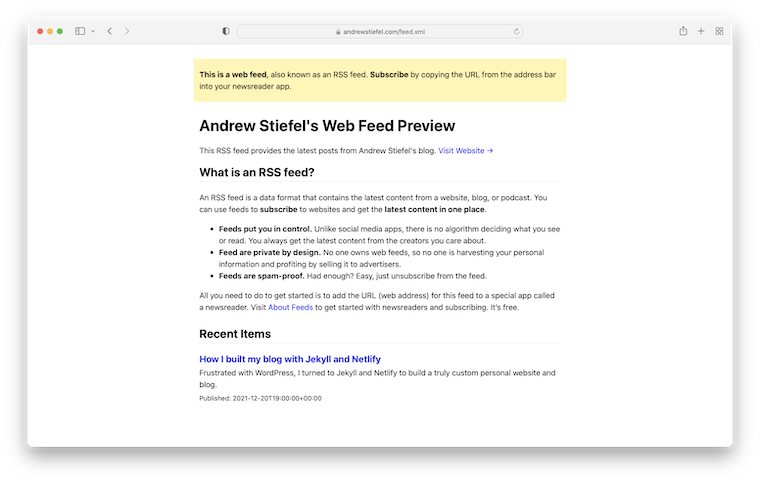 andrewstiefel.com/feed.xml
This is a web feed, also known as an RSS feed. Subscribe by copying the URL from the address bar
into your newsreader app.
Andrew Stiefel's Web Feed Preview
This RSS feed provides the latest posts from Andrew Stiefel's blog. Visit Website →
What is an RSS feed?
An RSS feed is a data format that contains the latest content from a website, blog, or podcast. You
can use feeds to subscribe to websites and get the latest content in one place.
• Feeds put you in control. Unlike social media apps, there is no algorithm deciding what you see
or read. You always get the latest content from the creators you care about.
• Feed are private by design. No one owns web feeds, so no one is harvesting your personal
information and profiting by selling it to advertisers.
• Feeds are spam-proof. Had enough? Easy, just unsubscribe from the feed.
All you need to do to get started is to add the URL (web address) for this feed to a special app called
a newsreader. Visit About Feeds to get started with newsreaders and subscribing. It's free.
Recent Items
How I built my blog with Jekyll and Netlify
Frustrated with WordPress, I turned to Jekyll and Netlify to build a truly custom personal website and
blog.
Published: 2021-12-20T19:00:00+00:00